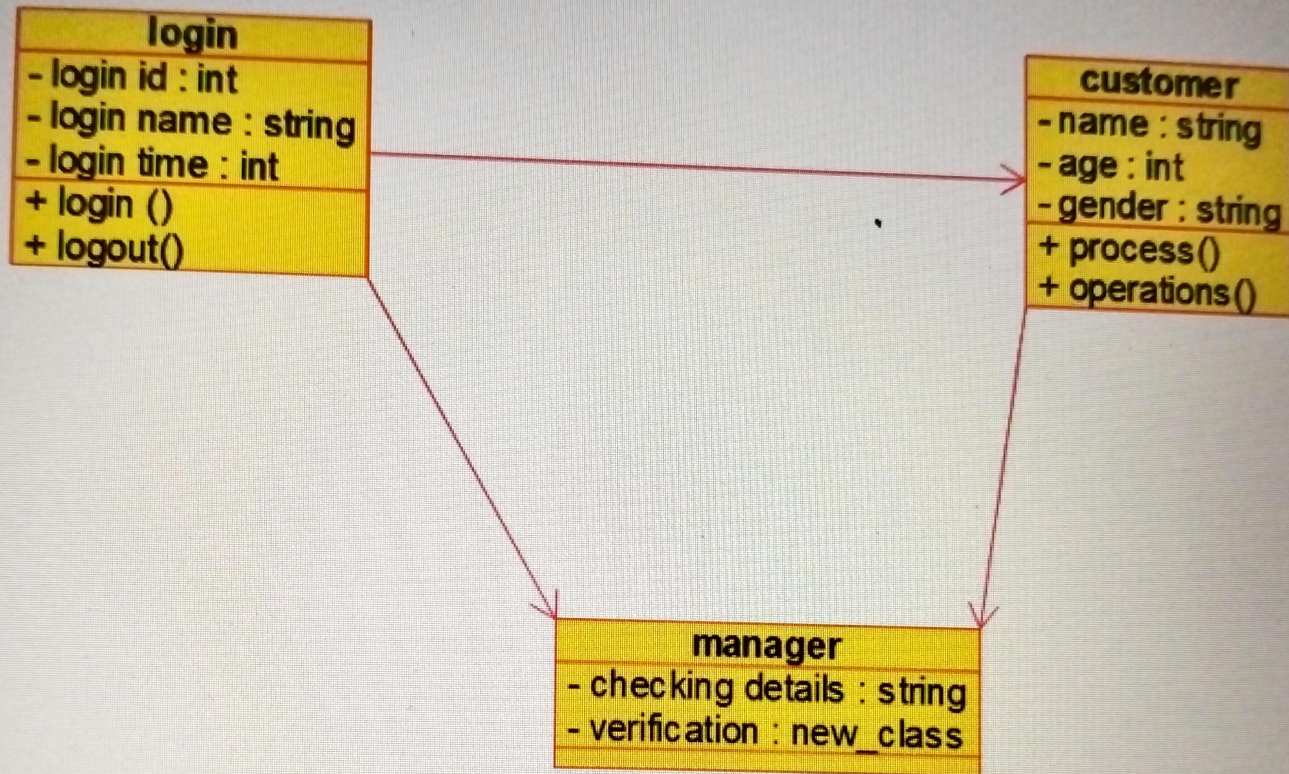 login
- login id : int
- login name : string
- login time : int
+ login ()
+ logout()
customer
- name : string
- age : int
- gender : string
+ process()
+ operations()
manager
- checking details : string
- verification : new_class